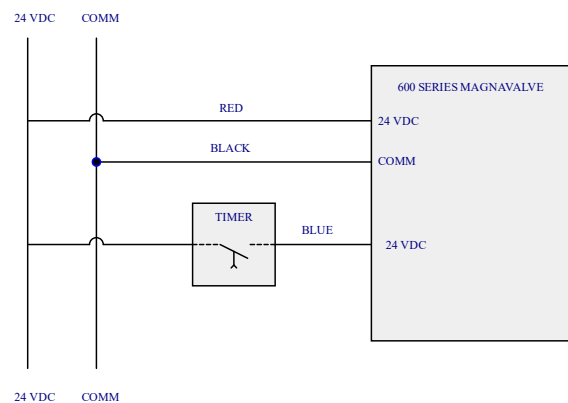 24 VDC COMM
600 SERIES MAGNAVALVE
RED
24 VDC
BLACK
COMM
TIMER
BLUE
24 VDC
24 VDC COMM